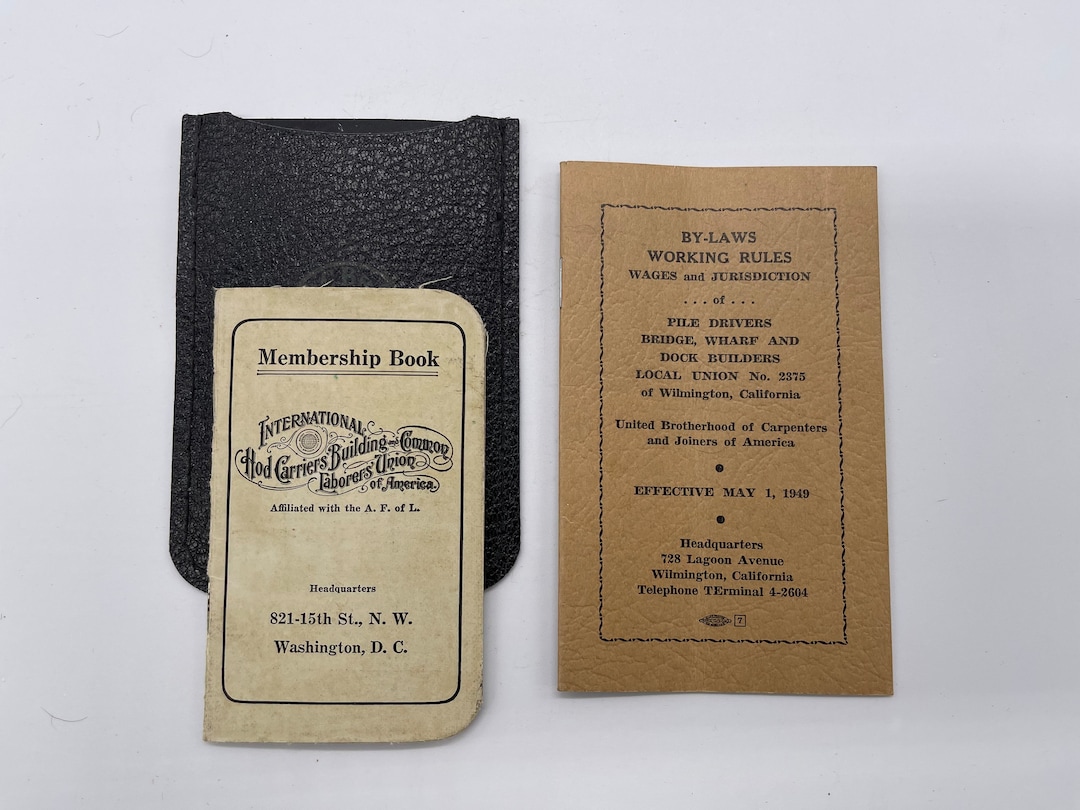 Membership Book
INTERNATIONAL
Hod Carriers' Building and Common
Laborers' Union
of America.
Affiliated with the A. F. of L.
Headquarters
821-15th St., N. W.
Washington, D. C.
BY-LAWS
WORKING RULES
WAGES and JURISDICTION
. . . of . . .
PILE DRIVERS
BRIDGE, WHARF AND
DOCK BUILDERS
LOCAL UNION No. 2375
of Wilmington, California
United Brotherhood of Carpenters
and Joiners of America
EFFECTIVE MAY 1, 1949
Headquarters
728 Lagoon Avenue
Wilmington, California
Telephone TErminal 4-2604
7